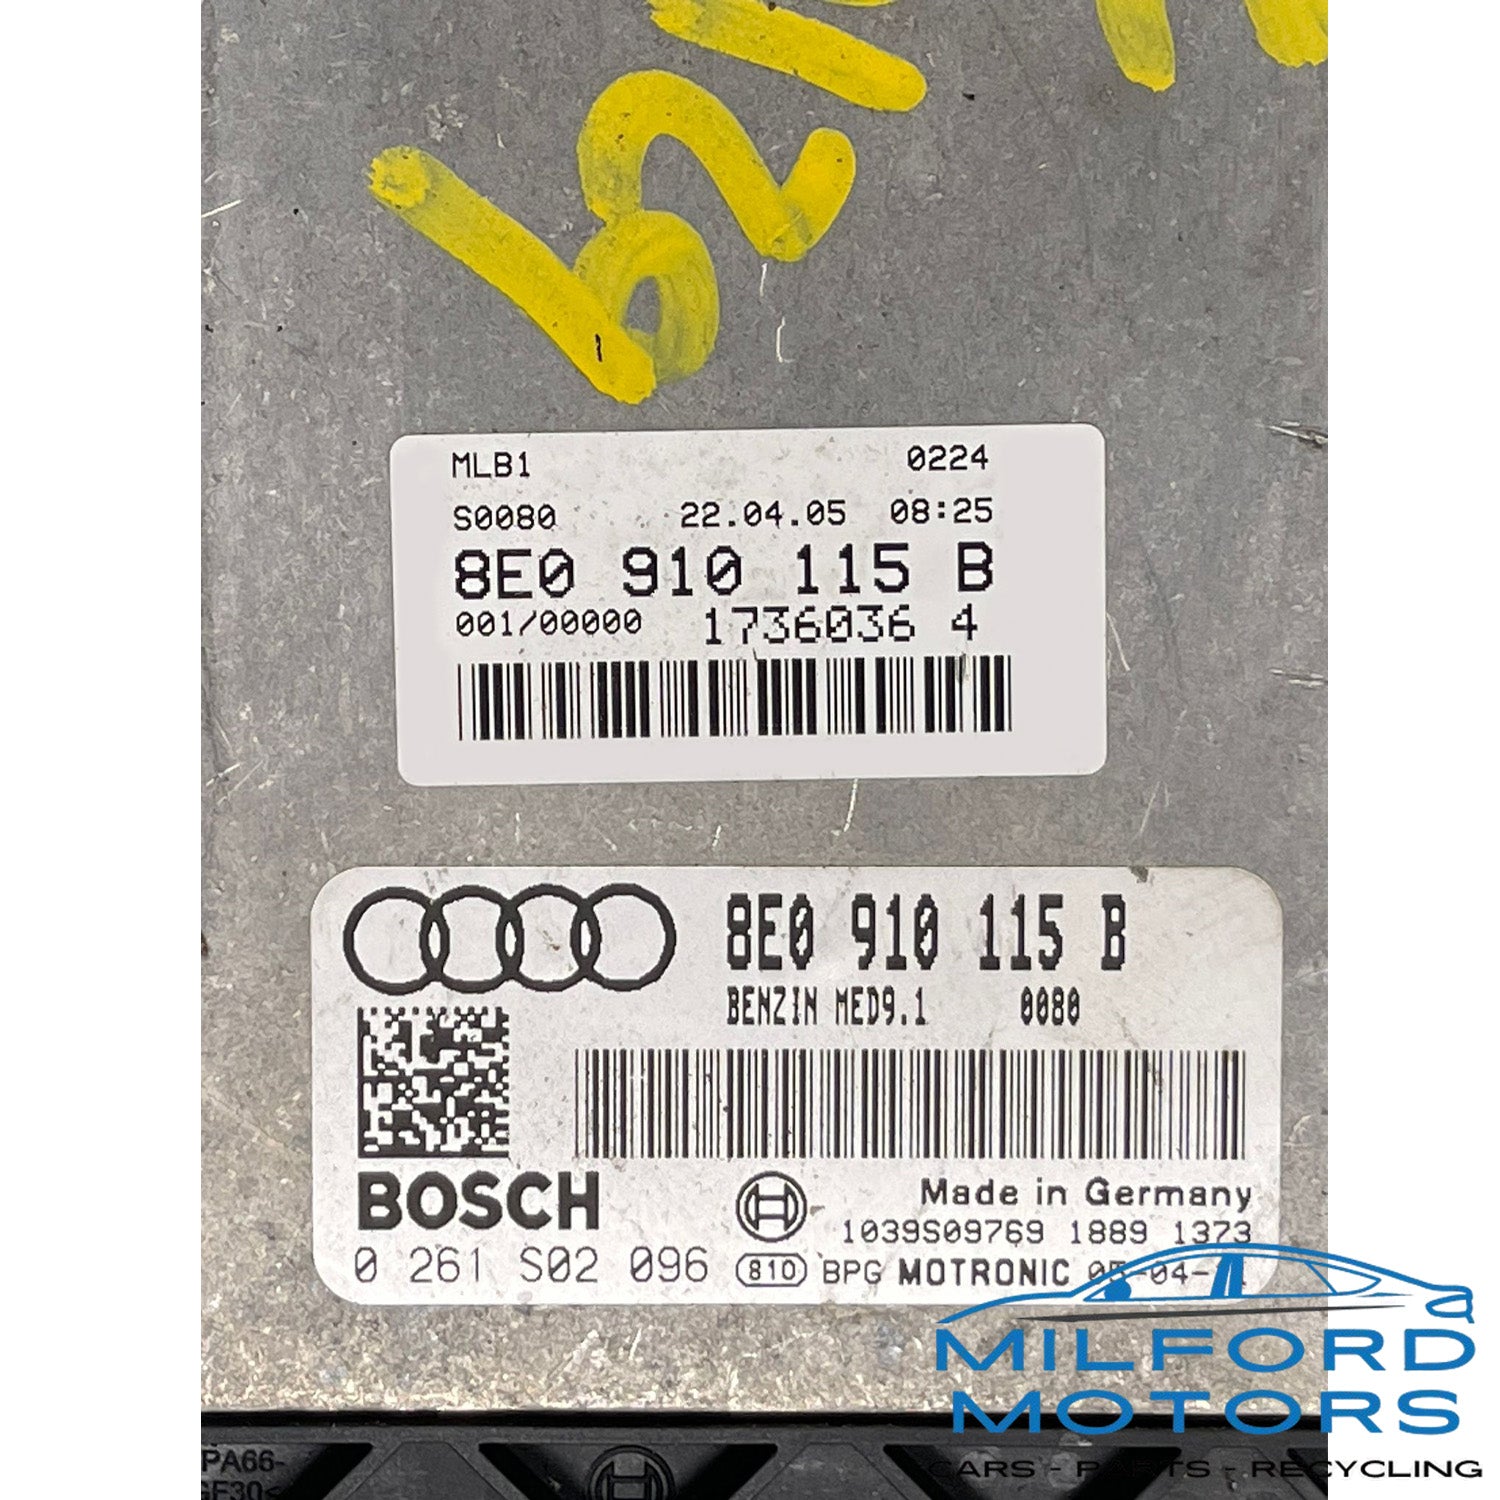 MLB1 0224
S0080 22.04.05 08:25
8E0 910 115 B
001/00000 1736036 4
8E0 910 115 B
BENZIN MED9.1 0080
BOSCH
Made in Germany
1039S09769 1889 1373
0 261 S02 096 810 BPG MOTRONIC
MILFORD
MOTORS
CARS - PARTS - RECYCLING
PA66-
GF30<